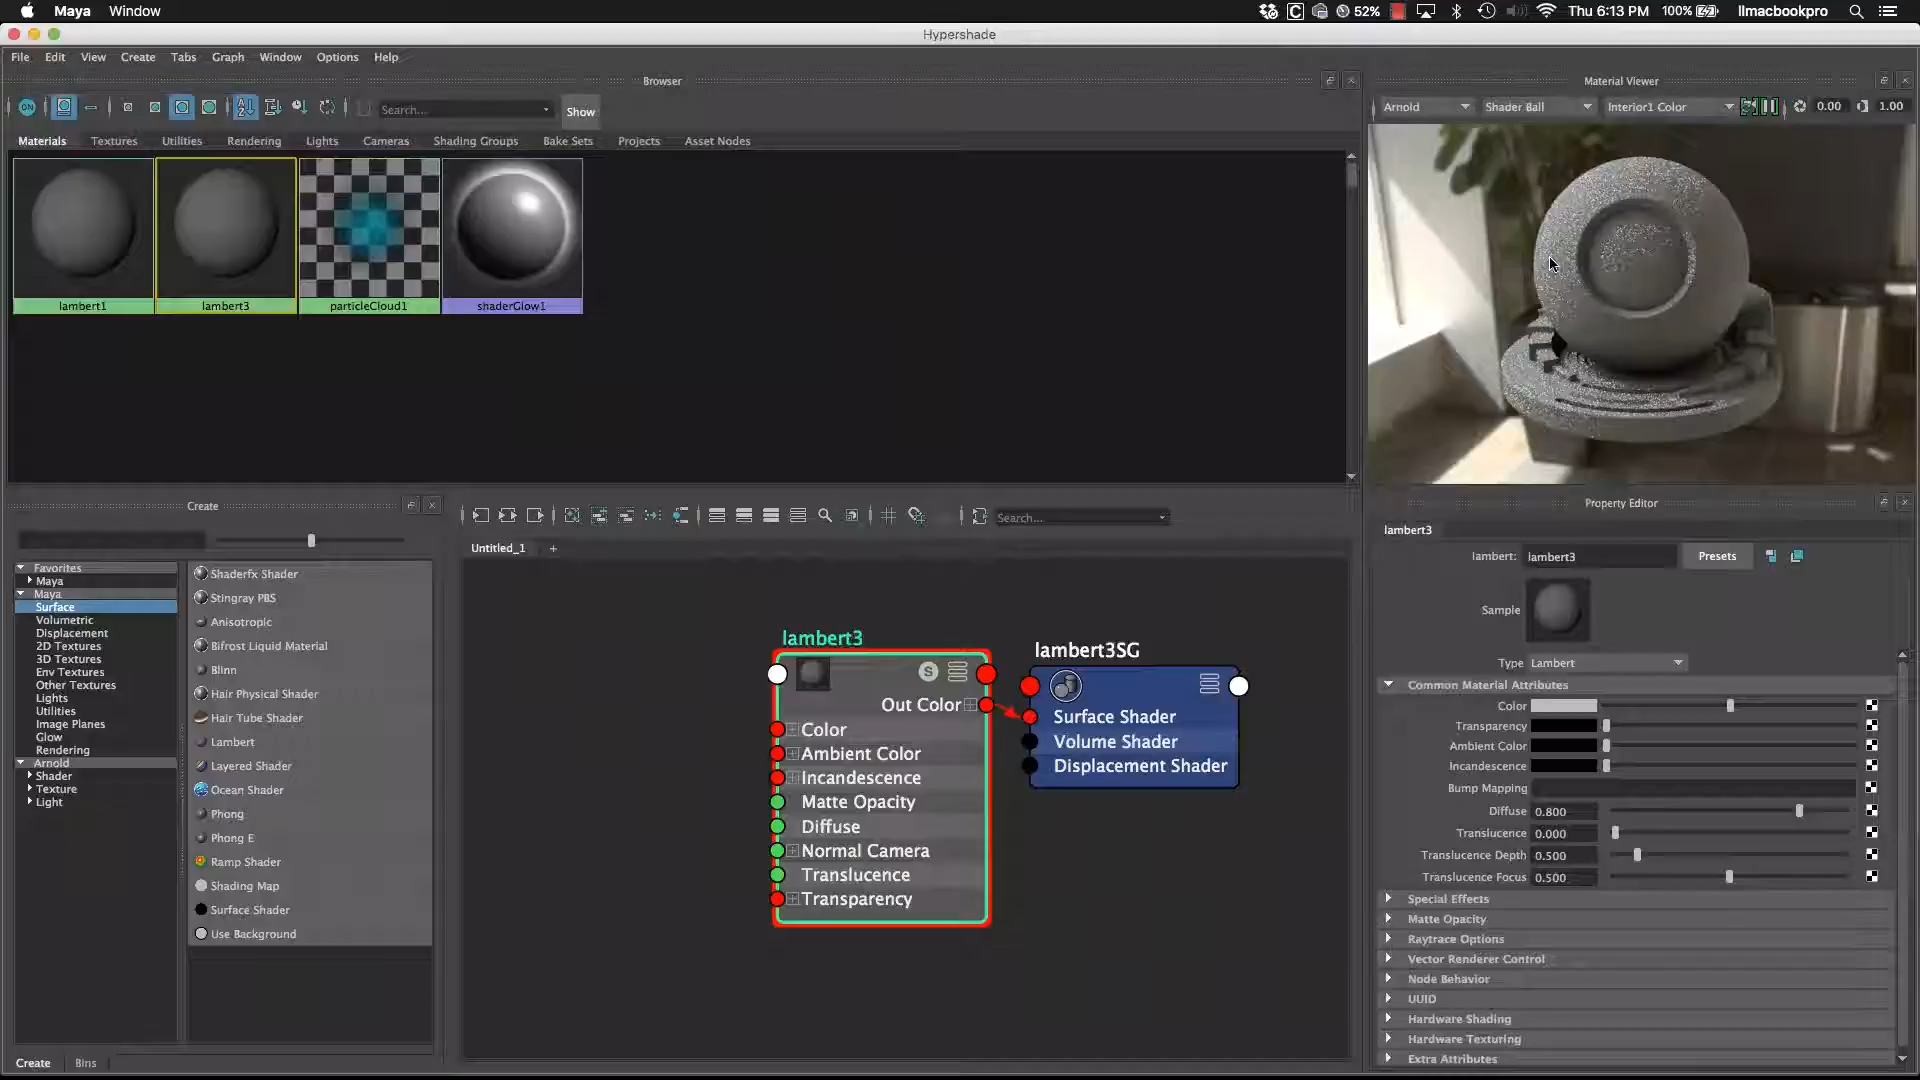 Maya Window 52% Thu 6:13 PM 100% llmacbookpro
Hypershade
File Edit View Create Tabs Graph Window Options Help
Browser
Material Viewer
ON Search... Show
Arnold Shader Ball Interior1 Color 0.00 1.00
Materials Textures Utilities Rendering Lights Cameras Shading Groups Bake Sets Projects Asset Nodes
lambert1 lambert3 particleCloud1 shaderGlow1
Create
Property Editor
Search...
lambert3
Untitled_1 +
lambert: lambert3 Presets
Sample
Type Lambert
Common Material Attributes
Color
Transparency
Ambient Color
Incandescence
Bump Mapping
Diffuse 0.800
Translucence 0.000
Translucence Depth 0.500
Translucence Focus 0.500
Special Effects
Matte Opacity
Raytrace Options
Vector Renderer Control
Node Behavior
UUID
Hardware Shading
Hardware Texturing
Extra Attributes
Favorites
Maya
Maya
Surface
Volumetric
Displacement
2D Textures
3D Textures
Env Textures
Other Textures
Lights
Utilities
Image Planes
Glow
Rendering
Arnold
Shader
Texture
Light
Shaderfx Shader
Stingray PBS
Anisotropic
Bifrost Liquid Material
Blinn
Hair Physical Shader
Hair Tube Shader
Lambert
Layered Shader
Ocean Shader
Phong
Phong E
Ramp Shader
Shading Map
Surface Shader
Use Background
lambert3
S
Out Color
Color
Ambient Color
Incandescence
Matte Opacity
Diffuse
Normal Camera
Translucence
Transparency
lambert3SG
Surface Shader
Volume Shader
Displacement Shader
Create Bins